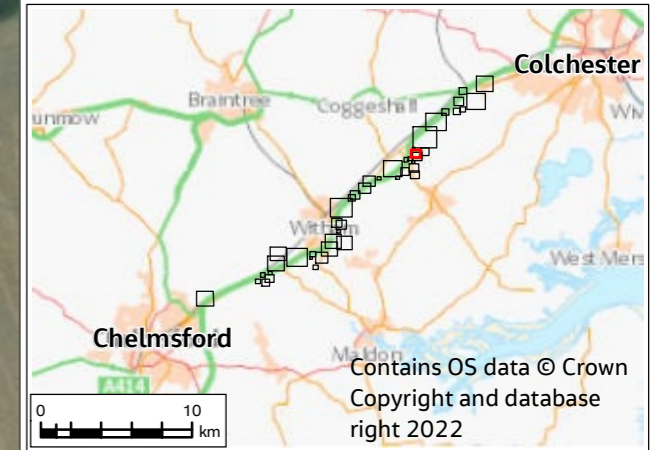 Colchester
Braintree
Coggeshall
unmow
Wiv
Witham
West Mers
Chelmsford
Maldon
A414
Contains OS data © Crown
Copyright and database
right 2022
0 10
km